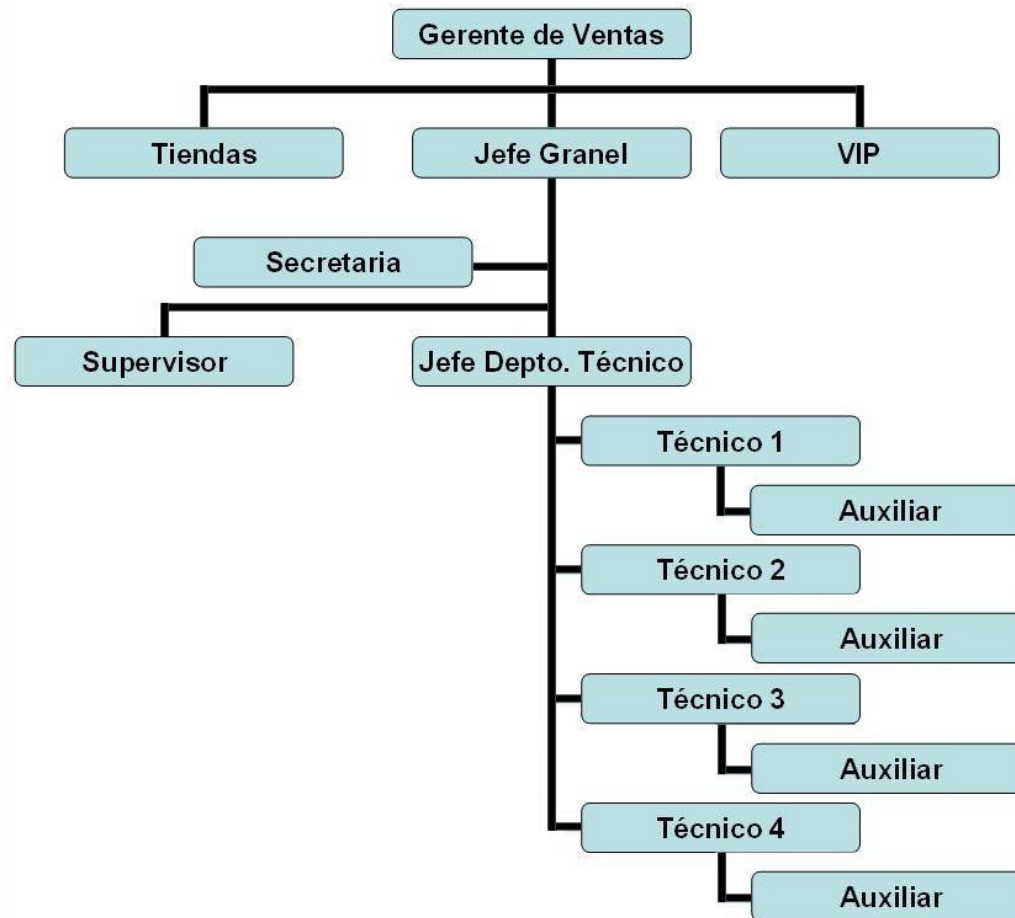 Gerente de Ventas
Tiendas
Jefe Granel
VIP
Secretaria
Supervisor
Jefe Depto. Técnico
Técnico 1
Auxiliar
Técnico 2
Auxiliar
Técnico 3
Auxiliar
Técnico 4
Auxiliar